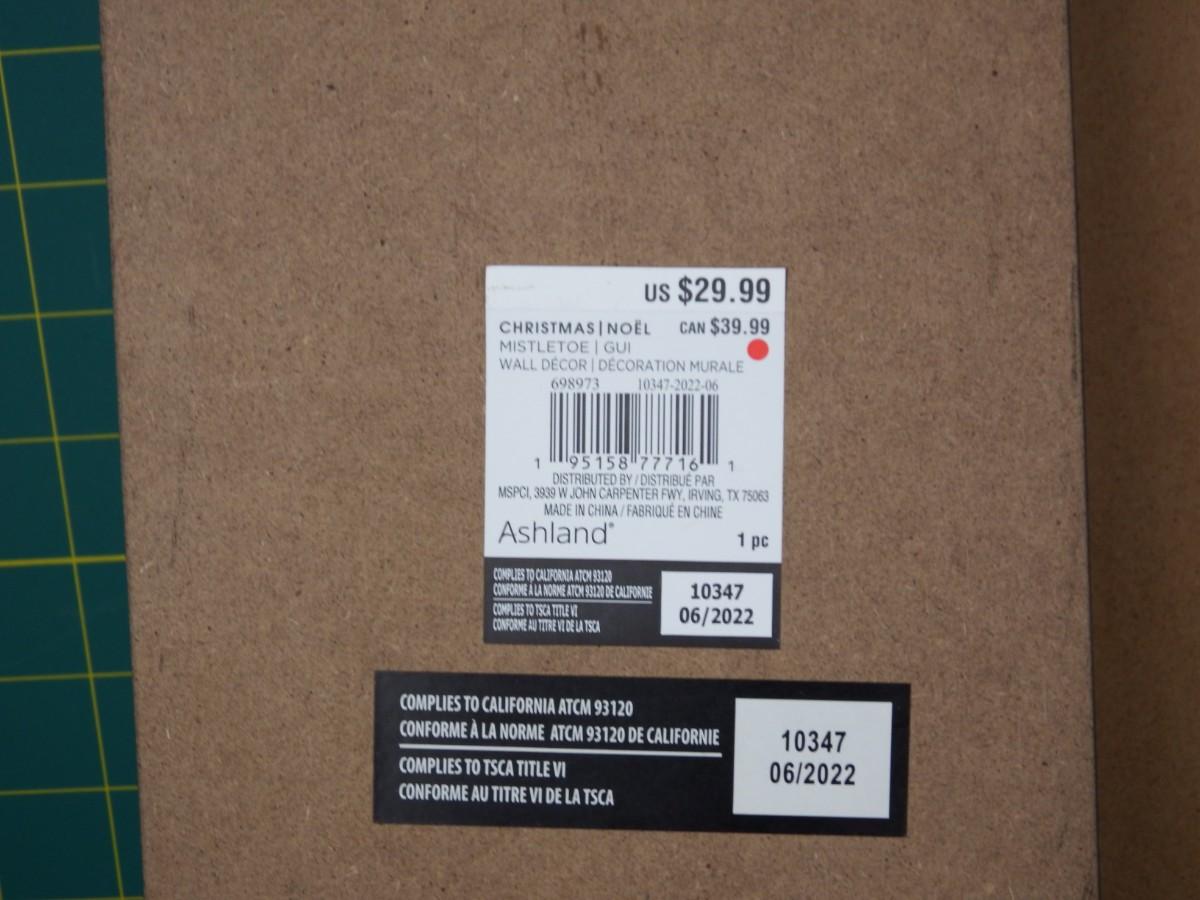 US $29.99
CHRISTMAS | NOËL CAN $39.99
MISTLETOE | GUI
WALL DÉCOR | DÉCORATION MURALE
698973 10347-2022-06
1 95158 77716 1
DISTRIBUTED BY / DISTRIBUÉ PAR
MSPCI, 3939 W JOHN CARPENTER FWY, IRVING, TX 75063
MADE IN CHINA / FABRIQUÉ EN CHINE
Ashland® 1 pc
COMPLIES TO CALIFORNIA ATCM 93120
CONFORME À LA NORME ATCM 93120 DE CALIFORNIE
COMPLIES TO TSCA TITLE VI
CONFORME AU TITRE VI DE LA TSCA
10347
06/2022
COMPLIES TO CALIFORNIA ATCM 93120
CONFORME À LA NORME ATCM 93120 DE CALIFORNIE
COMPLIES TO TSCA TITLE VI
CONFORME AU TITRE VI DE LA TSCA
10347
06/2022